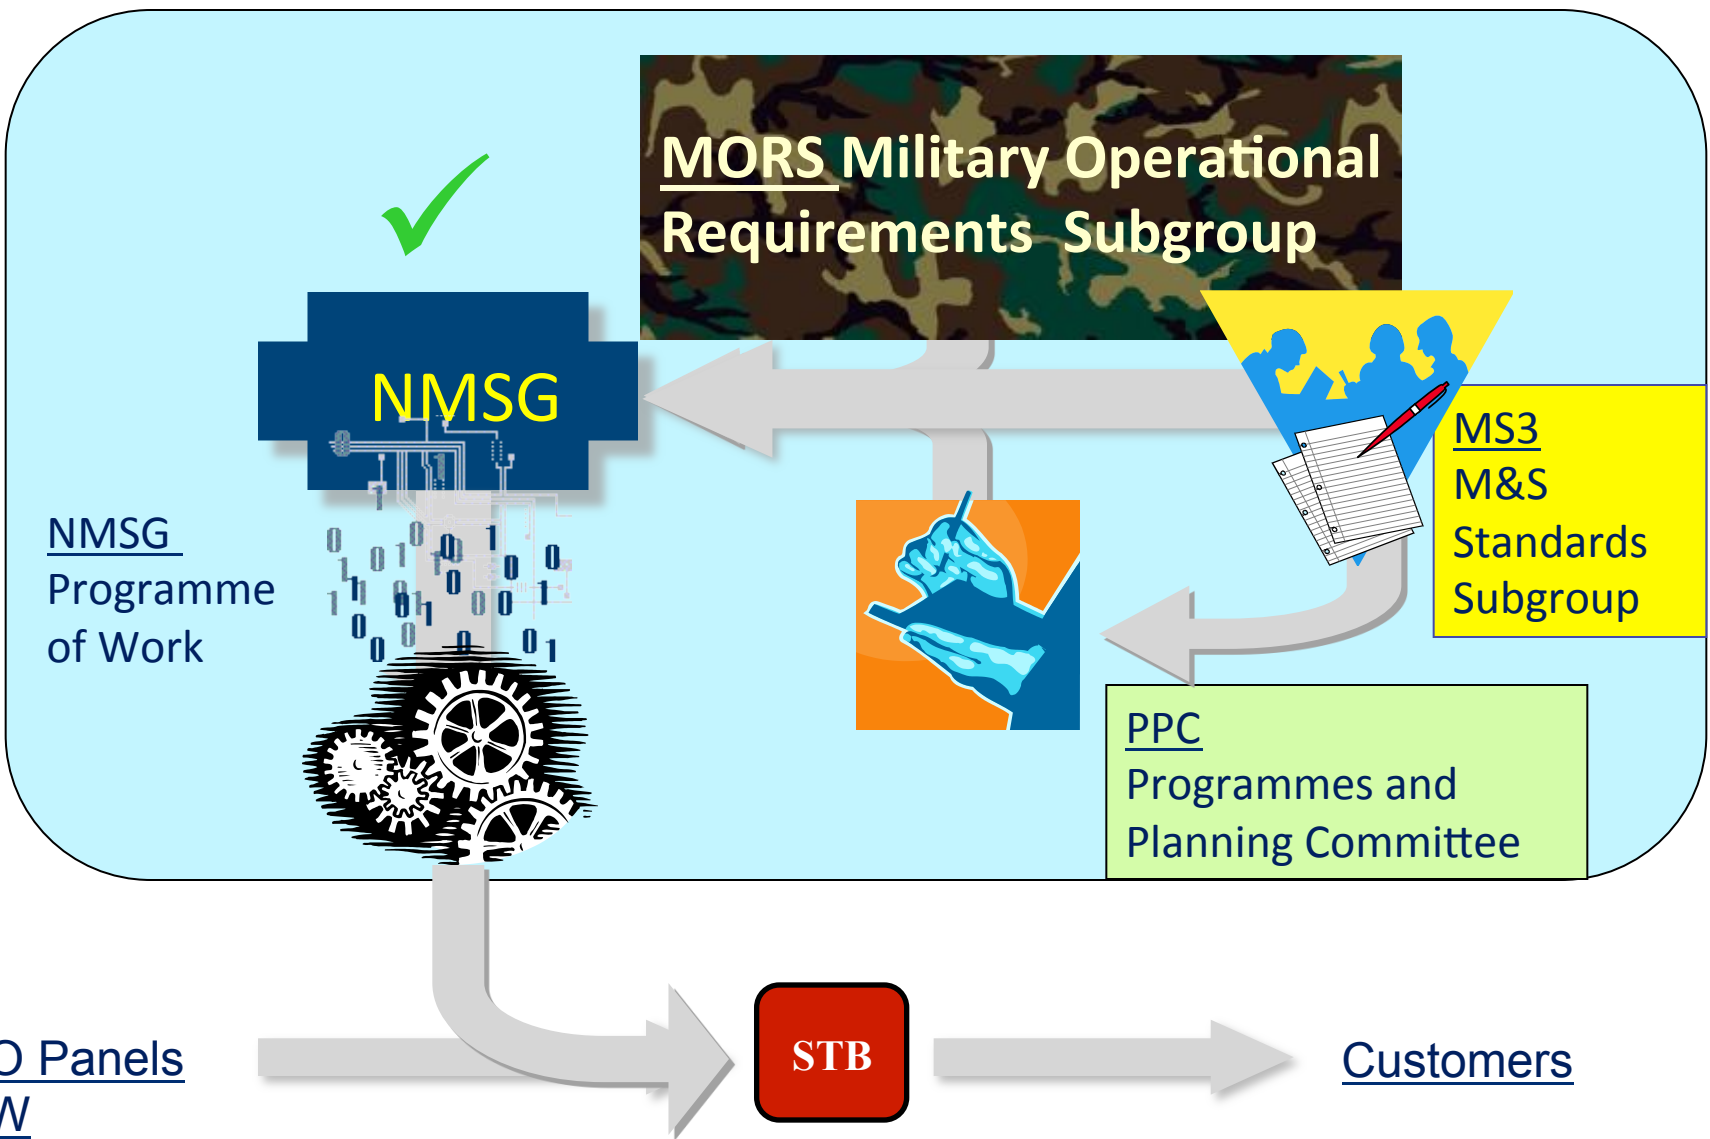 MORS Military Operational
Requirements Subgroup
NMSG
MS3
M&S
Standards
Subgroup
NMSG
Programme
of Work
PPC
Programmes and
Planning Committee
O Panels
W
STB
Customers